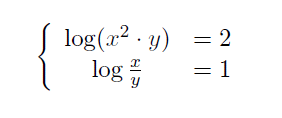 log(x² · y) = 2
log x/y = 1